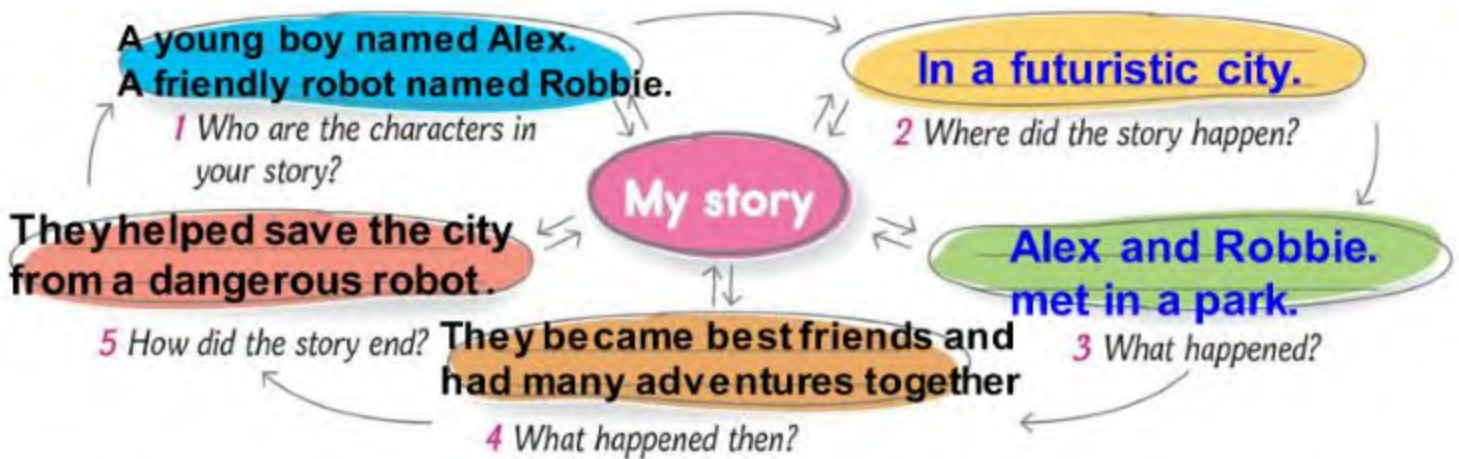 A young boy named Alex.
A friendly robot named Robbie.
1 Who are the characters in
your story?
In a futuristic city.
2 Where did the story happen?
My story
Alex and Robbie.
met in a park.
3 What happened?
They became best friends and
had many adventures together
4 What happened then?
They helped save the city
from a dangerous robot.
5 How did the story end?